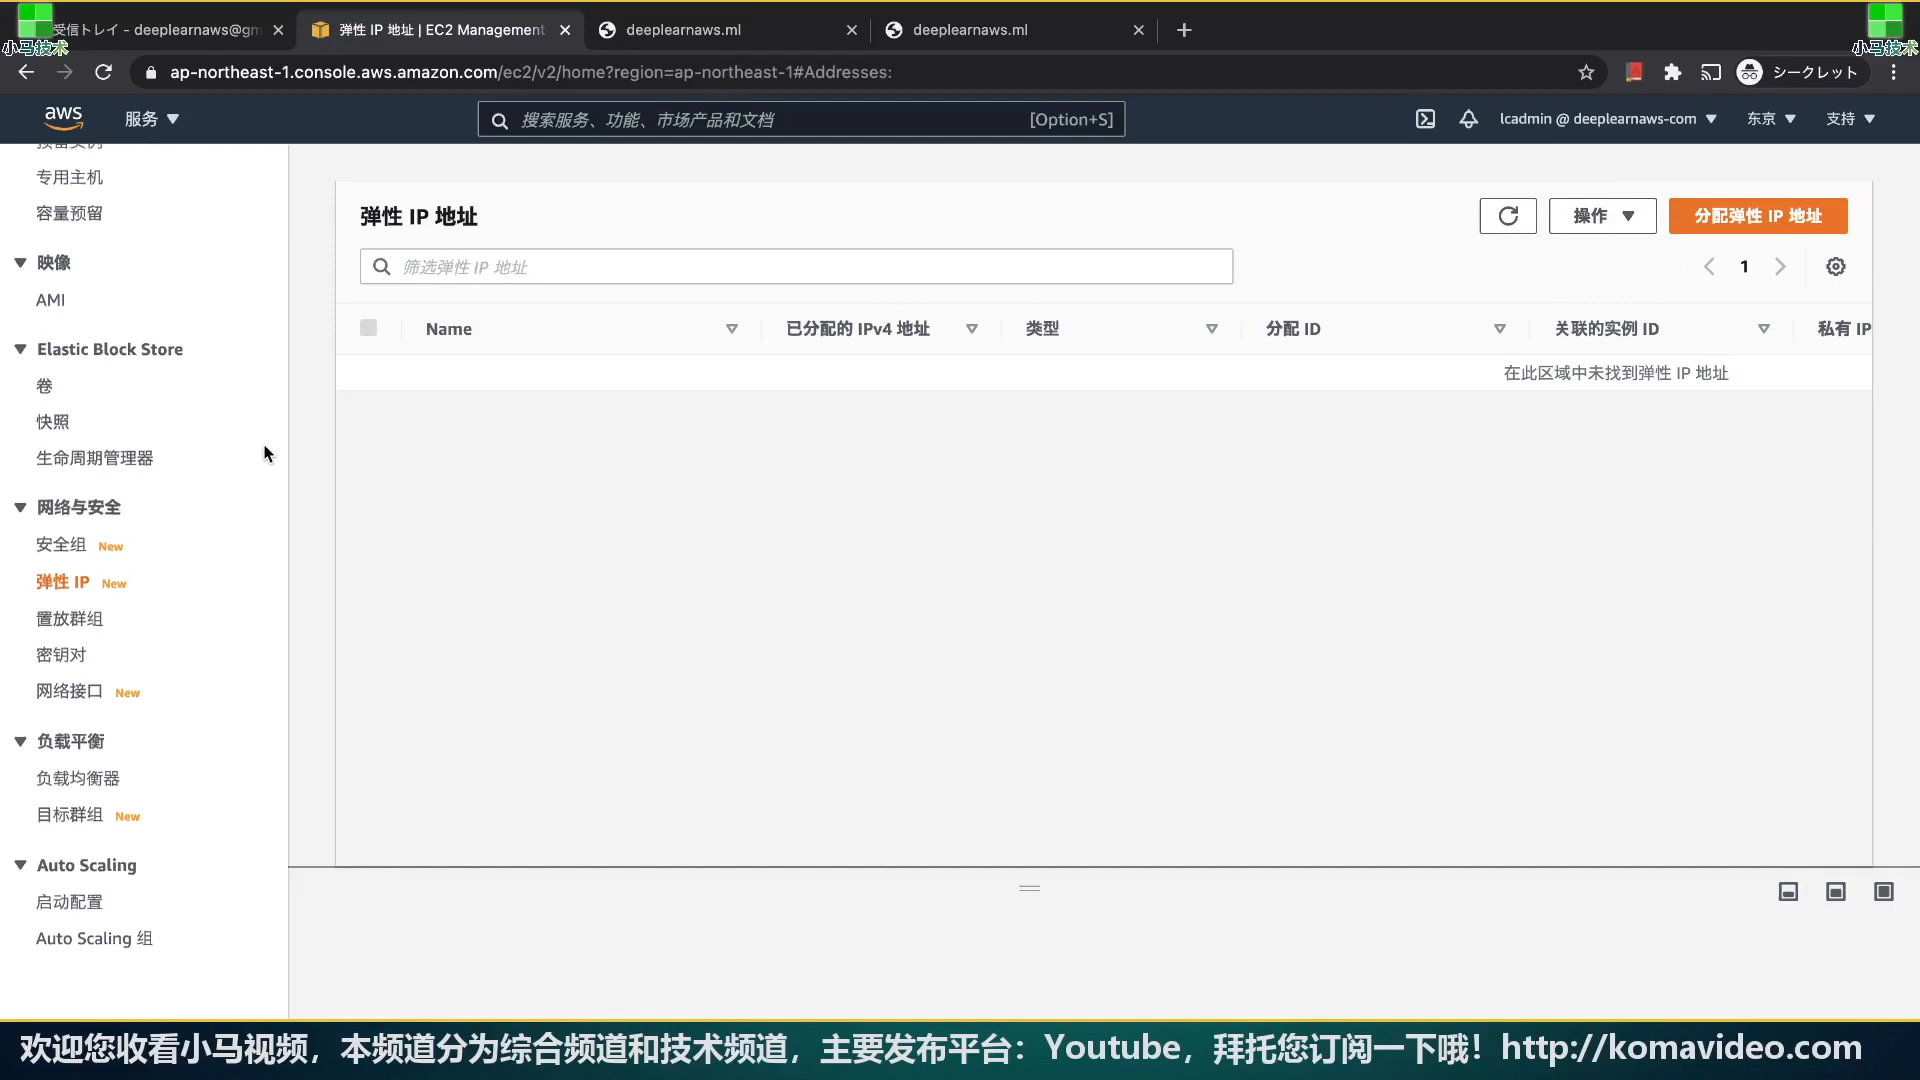 小马技术
受信トレイ - deeplearnaws@gm
弹性 IP 地址 | EC2 Management
deeplearnaws.ml
deeplearnaws.ml
小马技术
ap-northeast-1.console.aws.amazon.com/ec2/v2/home?region=ap-northeast-1#Addresses:
シークレット
aws
服务
搜索服务、功能、市场产品和文档
[Option+S]
lcadmin @ deeplearnaws-com
东京
支持
预留实例
专用主机
容量预留
映像
AMI
Elastic Block Store
卷
快照
生命周期管理器
网络与安全
安全组 New
弹性 IP New
置放群组
密钥对
网络接口 New
负载平衡
负载均衡器
目标群组 New
Auto Scaling
启动配置
Auto Scaling 组
弹性 IP 地址
操作
分配弹性 IP 地址
筛选弹性 IP 地址
1
Name
已分配的 IPv4 地址
类型
分配 ID
关联的实例 ID
私有 IP
在此区域中未找到弹性 IP 地址
欢迎您收看小马视频，本频道分为综合频道和技术频道，主要发布平台：Youtube，拜托您订阅一下哦！http://komavideo.com